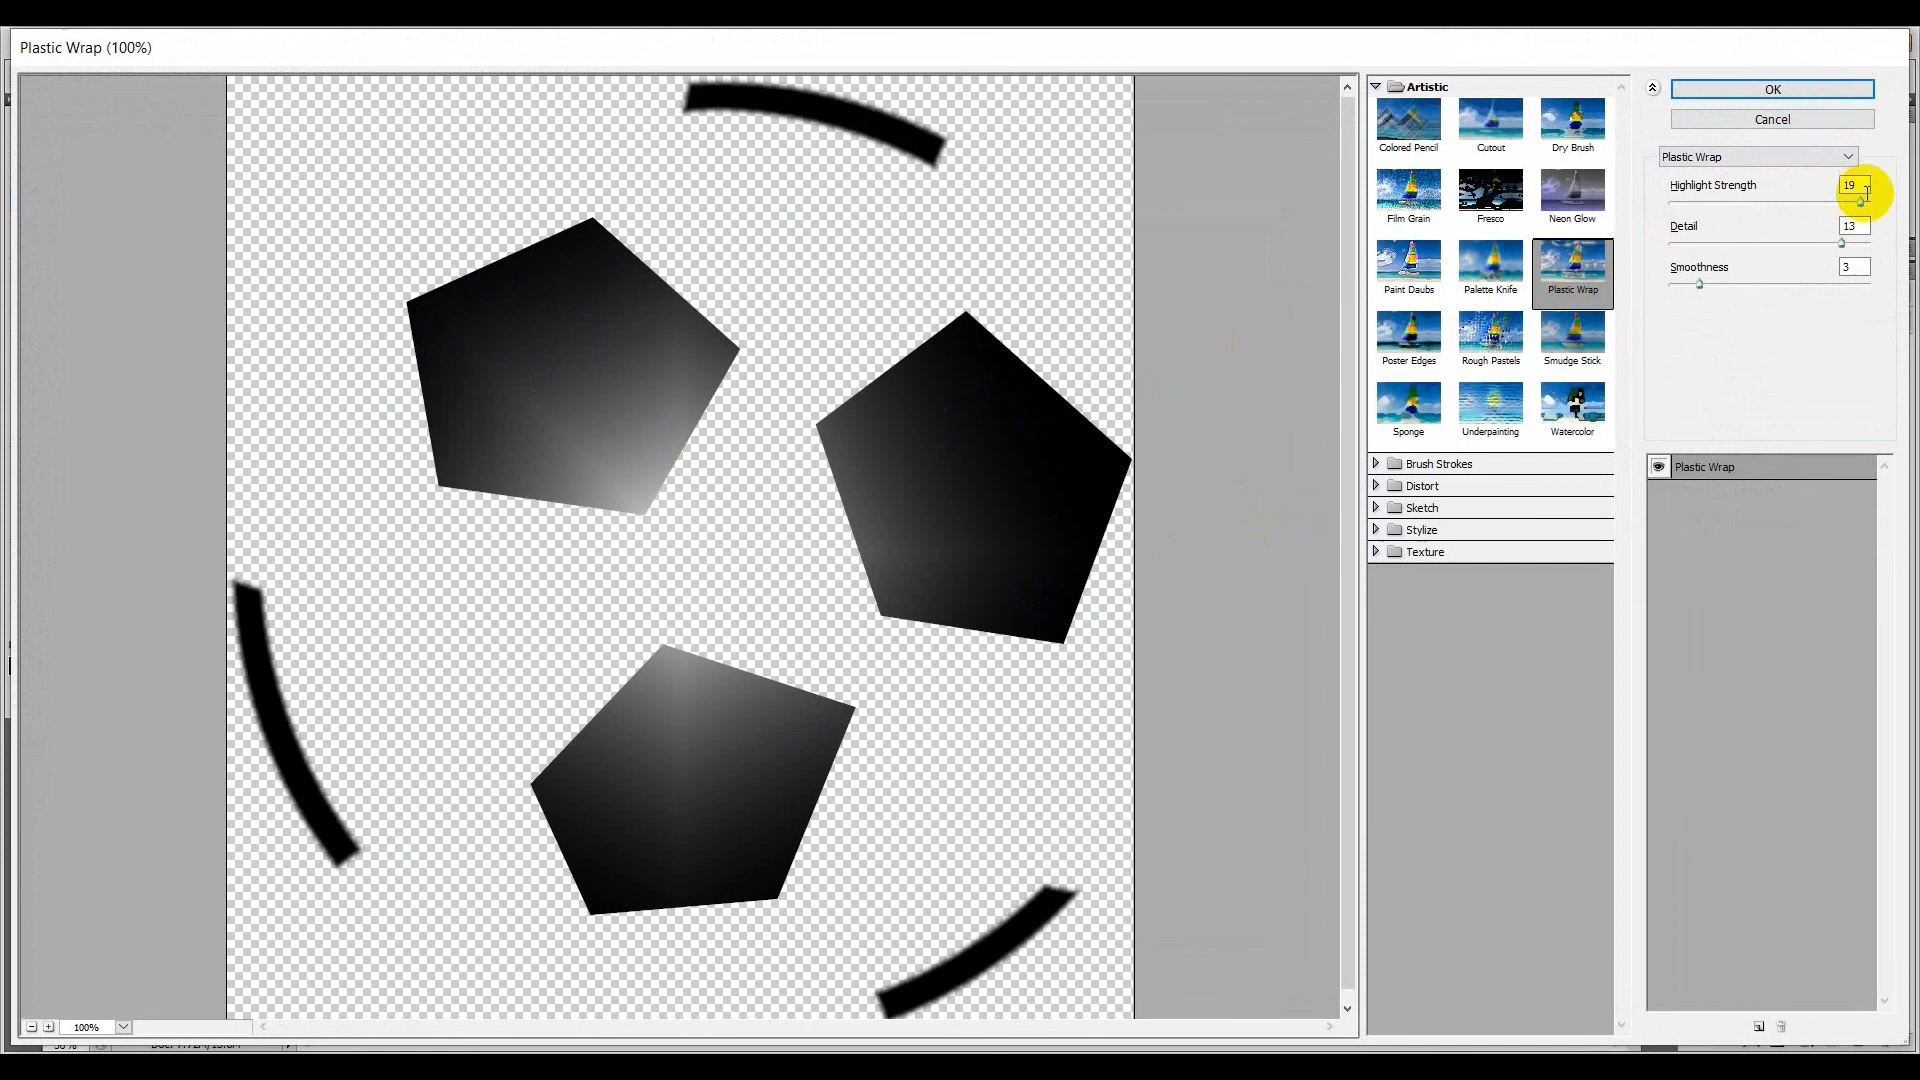 Plastic Wrap (100%)
Artistic
Colored Pencil
Cutout
Dry Brush
Film Grain
Fresco
Neon Glow
Paint Daubs
Palette Knife
Plastic Wrap
Poster Edges
Rough Pastels
Smudge Stick
Sponge
Underpainting
Watercolor
Brush Strokes
Distort
Sketch
Stylize
Texture
OK
Cancel
Plastic Wrap
Highlight Strength 19
Detail 13
Smoothness 3
Plastic Wrap
100%